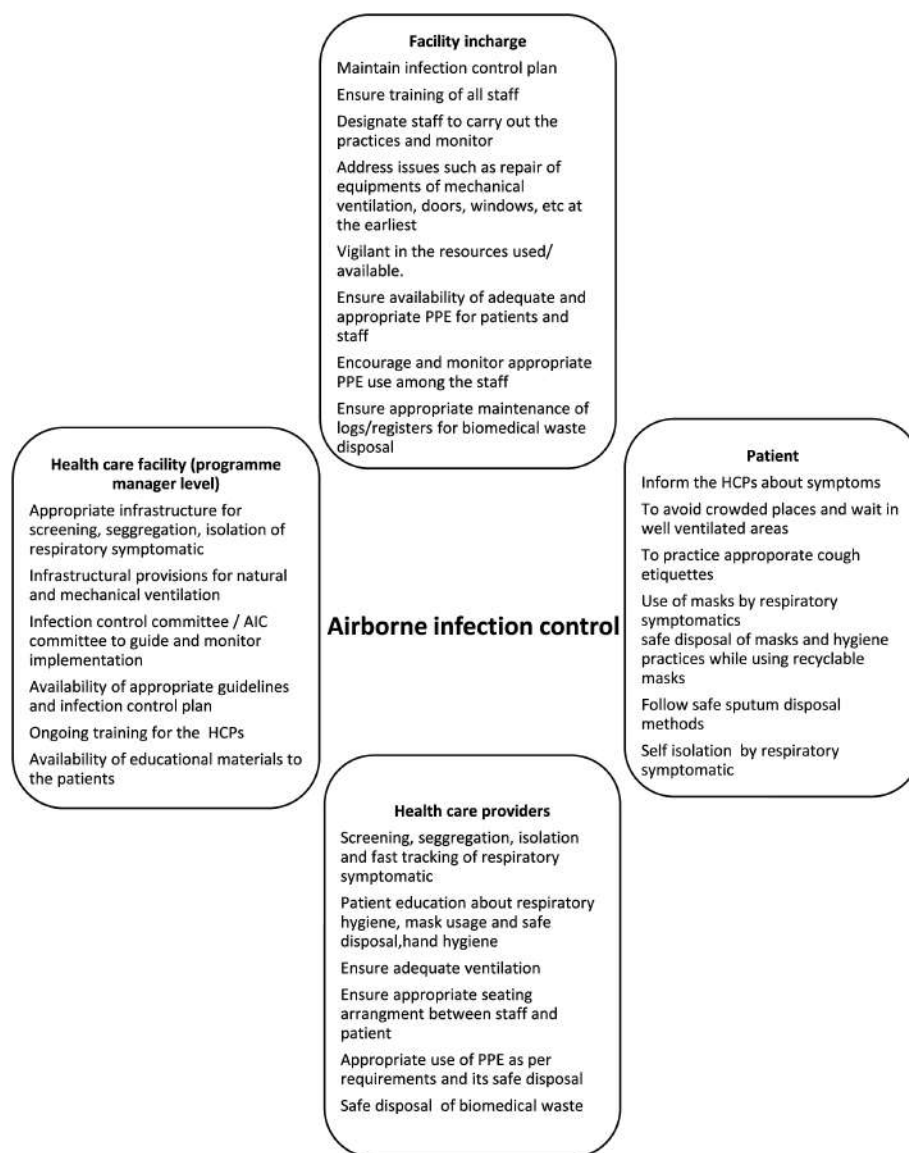 Facility incharge
Maintain infection control plan
Ensure training of all staff
Designate staff to carry out the
practices and monitor
Address issues such as repair of
equipments of mechanical
ventilation, doors, windows, etc at
the earliest
Vigilant in the resources used/
available.
Ensure availability of adequate and
appropriate PPE for patients and
staff
Encourage and monitor appropriate
PPE use among the staff
Ensure appropriate maintenance of
logs/registers for biomedical waste
disposal
Health care facility (programme
manager level)
Appropriate infrastructure for
screening, seggregation, isolation of
respiratory symptomatic
Infrastructural provisions for natural
and mechanical ventilation
Infection control committee / AIC
committee to guide and monitor
implementation
Availability of appropriate guidelines
and infection control plan
Ongoing training for the HCPs
Availability of educational materials to
the patients
Airborne infection control
Patient
Inform the HCPs about symptoms
To avoid crowded places and wait in
well ventilated areas
To practice approporate cough
etiquettes
Use of masks by respiratory
symptomatics
safe disposal of masks and hygiene
practices while using recyclable
masks
Follow safe sputum disposal
methods
Self isolation by respiratory
symptomatic
Health care providers
Screening, seggregation, isolation
and fast tracking of respiratory
symptomatic
Patient education about respiratory
hygiene, mask usage and safe
disposal,hand hygiene
Ensure adequate ventilation
Ensure appropriate seating
arrangment between staff and
patient
Appropriate use of PPE as per
requirements and its safe disposal
Safe disposal of biomedical waste